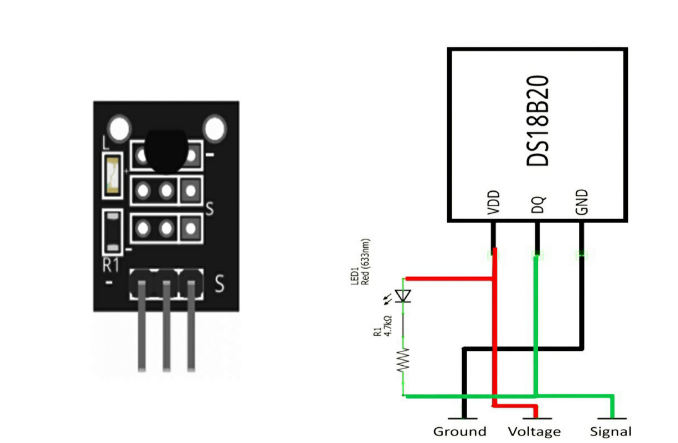 L
-
S
R1
-
-
S
DS18B20
VDD
DQ
GND
LED1
Red (633nm)
R1
4.7kΩ
Ground
Voltage
Signal